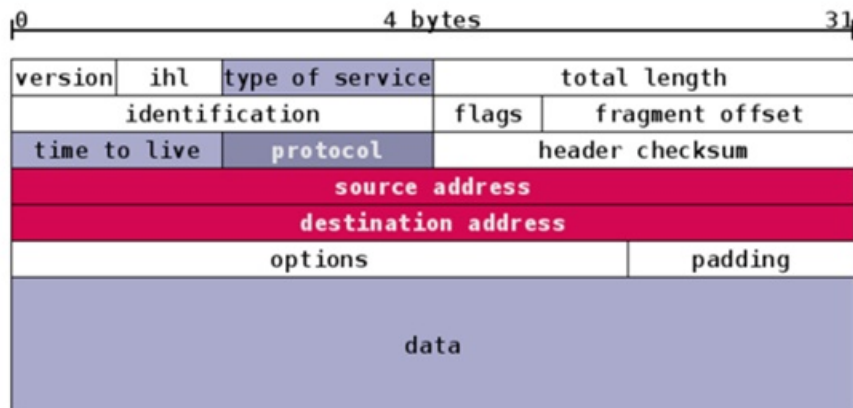 0 4 bytes 31
version ihl type of service total length
identification flags fragment offset
time to live protocol header checksum
source address
destination address
options padding
data